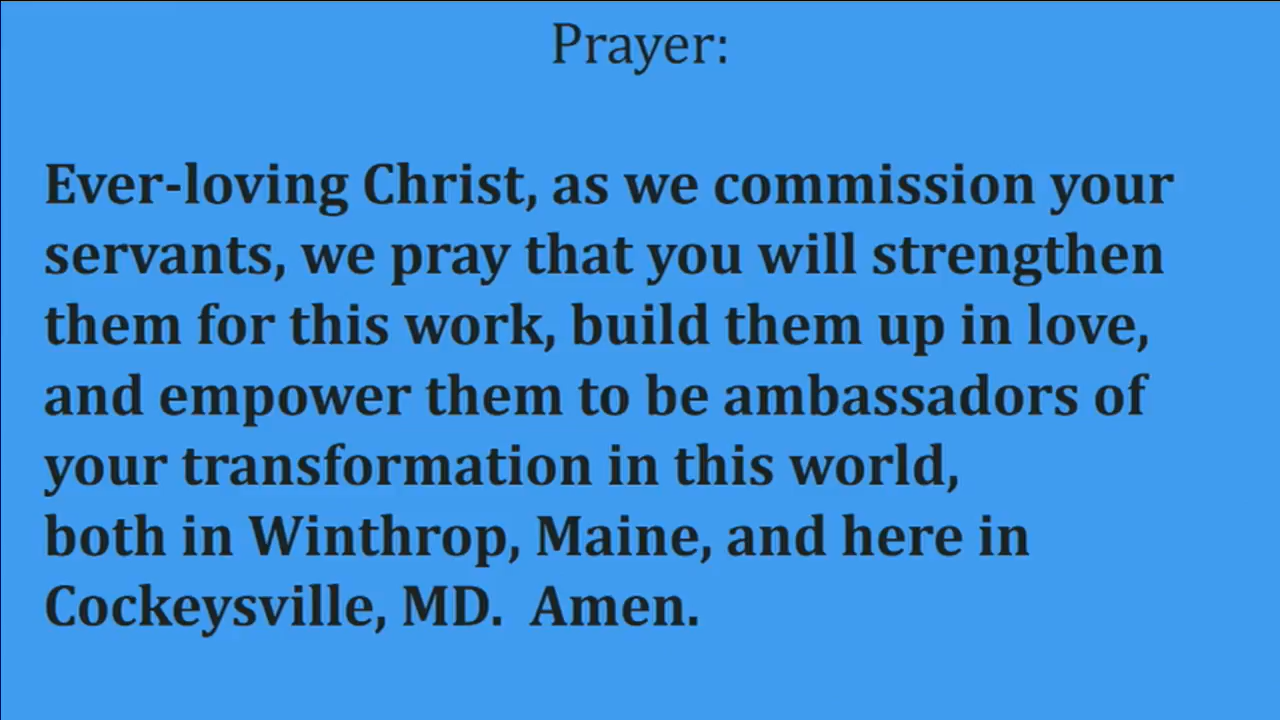 Prayer:
Ever-loving Christ, as we commission your
servants, we pray that you will strengthen
them for this work, build them up in love,
and empower them to be ambassadors of
your transformation in this world,
both in Winthrop, Maine, and here in
Cockeysville, MD.  Amen.